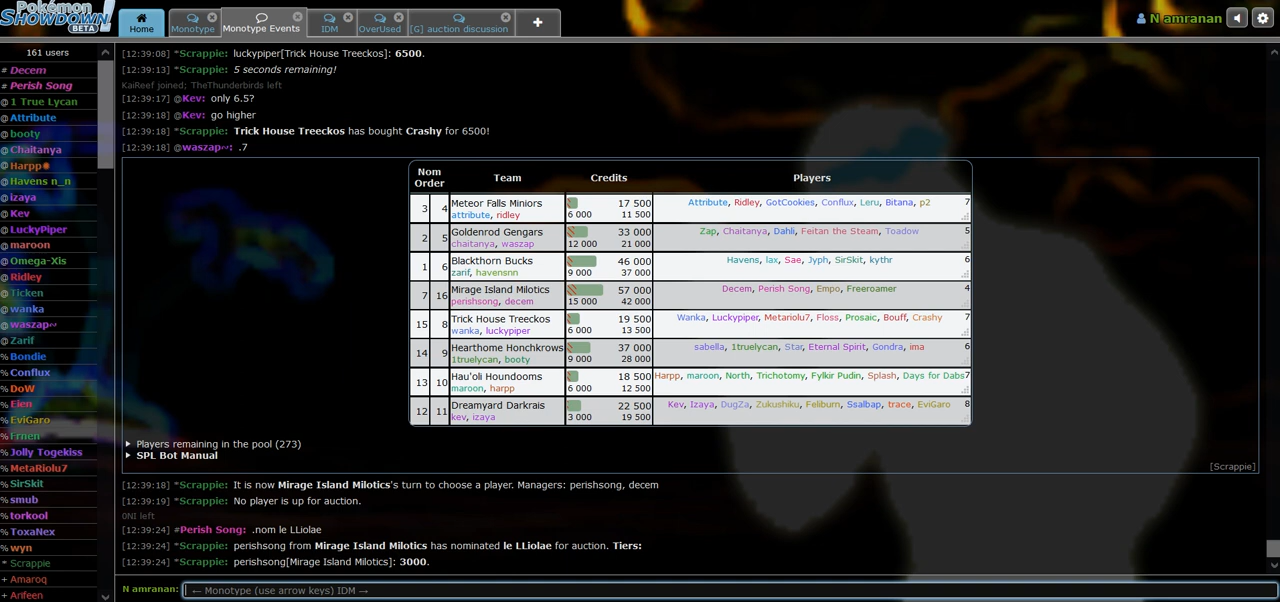 Pokémon
SHOWDOWN!
BETA
Home
Monotype
Monotype Events
IDM
OverUsed
[G] auction discussion
N amranan
161 users
# Decem
# Perish Song
@ 1 True Lycan
@ Attribute
@ booty
@ Chaitanya
@ Harpp
@ Havens n_n
@ izaya
@ Kev
@ LuckyPiper
@ maroon
@ Omega-Xis
@ Ridley
@ Ticken
@ wanka
@ waszap~
@ Zarif
% Bondie
% Conflux
% DoW
% Eien
% EviGaro
% Frnen
% Jolly Togekiss
% MetaRiolu7
% SirSkit
% smub
% torkool
% ToxaNex
% wyn
* Scrappie
+ Amaroq
+ Arifeen
[12:39:08] *Scrappie: luckypiper[Trick House Treeckos]: 6500.
[12:39:13] *Scrappie: 5 seconds remaining!
KaiReef joined; TheThunderbirds left
[12:39:17] @Kev: only 6.5?
[12:39:18] @Kev: go higher
[12:39:18] *Scrappie: Trick House Treeckos has bought Crashy for 6500!
[12:39:18] @waszap~: .7
Nom Order Team Credits Players
3 4 Meteor Falls Miniors 17 500 Attribute, Ridley, GotCookies, Conflux, Leru, Bitana, p2 7
attribute, ridley 6 000 11 500
2 5 Goldenrod Gengars 33 000 Zap, Chaitanya, Dahli, Feitan the Steam, Toadow 5
chaitanya, waszap 12 000 21 000
1 6 Blackthorn Bucks 46 000 Havens, lax, Sae, Jyph, SirSkit, kythr 6
zarif, havensnn 9 000 37 000
7 16 Mirage Island Milotics 57 000 Decem, Perish Song, Empo, Freeroamer 4
perishsong, decem 15 000 42 000
15 8 Trick House Treeckos 19 500 Wanka, Luckypiper, Metariolu7, Floss, Prosaic, Bouff, Crashy 7
wanka, luckypiper 6 000 13 500
14 9 Hearthome Honchkrows 37 000 sabella, 1truelycan, Star, Eternal Spirit, Gondra, ima 6
1truelycan, booty 9 000 28 000
13 10 Hau'oli Houndooms 18 500 Harpp, maroon, North, Trichotomy, Fylkir Pudin, Splash, Days for Dabs 7
maroon, harpp 6 000 12 500
12 11 Dreamyard Darkrais 22 500 Kev, Izaya, DugZa, Zukushiku, Feliburn, Ssalbap, trace, EviGaro 8
kev, izaya 3 000 19 500
Players remaining in the pool (273)
SPL Bot Manual
[Scrappie]
[12:39:18] *Scrappie: It is now Mirage Island Milotics's turn to choose a player. Managers: perishsong, decem
[12:39:19] *Scrappie: No player is up for auction.
0NI left
[12:39:24] #Perish Song: .nom le LLiolae
[12:39:24] *Scrappie: perishsong from Mirage Island Milotics has nominated le LLiolae for auction. Tiers:
[12:39:24] *Scrappie: perishsong[Mirage Island Milotics]: 3000.
N amranan: ← Monotype (use arrow keys) IDM →